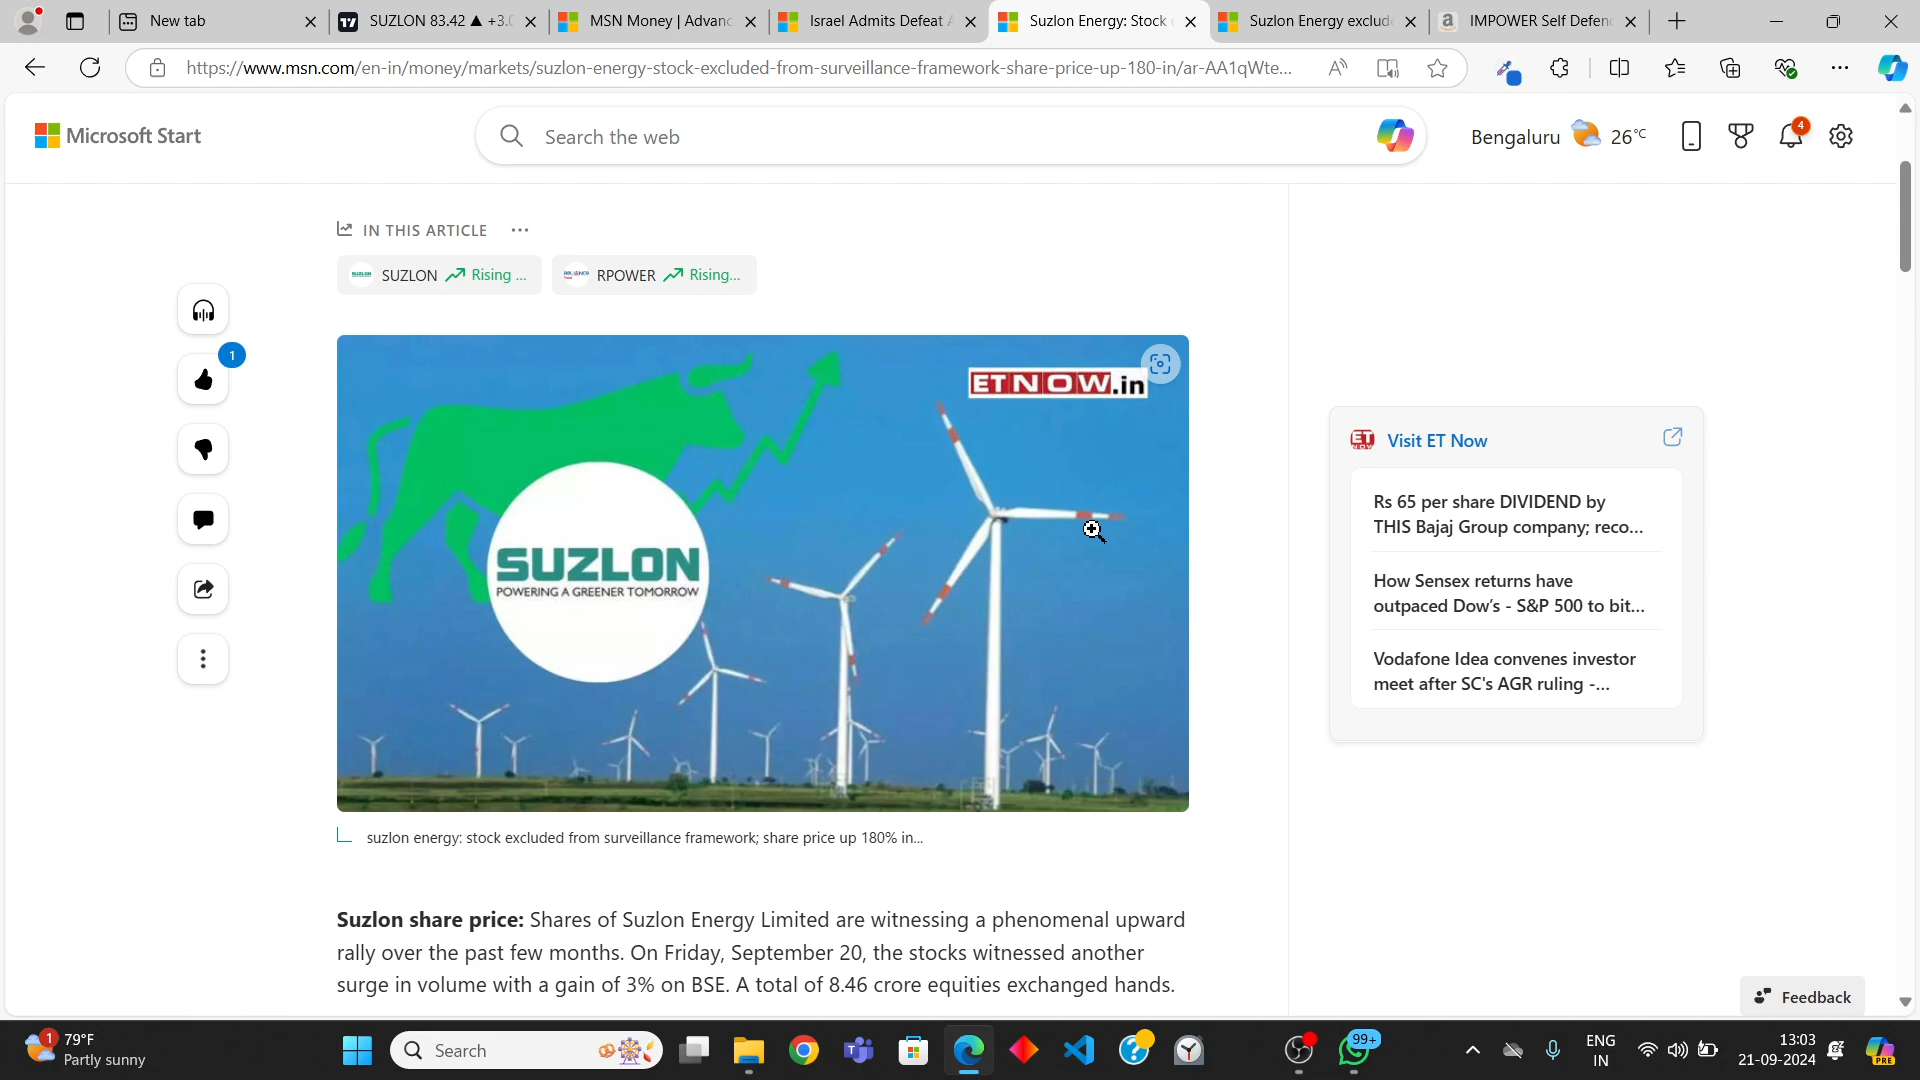 New tab
SUZLON 83.42 ▲ +3.0
MSN Money | Advanc
Israel Admits Defeat A
Suzlon Energy: Stock e
Suzlon Energy exclude
IMPOWER Self Defen
https://www.msn.com/en-in/money/markets/suzlon-energy-stock-excluded-from-surveillance-framework-share-price-up-180-in/ar-AA1qWte...
Microsoft Start
Search the web
Bengaluru 26°C
4
IN THIS ARTICLE ...
SUZLON Rising ...
RPOWER Rising...
1
ETNOW.in
SUZLON
POWERING A GREENER TOMORROW
Visit ET Now
Rs 65 per share DIVIDEND by
THIS Bajaj Group company; reco...
How Sensex returns have
outpaced Dow's - S&P 500 to bit...
Vodafone Idea convenes investor
meet after SC's AGR ruling -...
suzlon energy: stock excluded from surveillance framework; share price up 180% in...
Suzlon share price: Shares of Suzlon Energy Limited are witnessing a phenomenal upward
rally over the past few months. On Friday, September 20, the stocks witnessed another
surge in volume with a gain of 3% on BSE. A total of 8.46 crore equities exchanged hands.
Feedback
1
79°F
Partly sunny
Search
99+
ENG
IN
13:03
21-09-2024
PRE